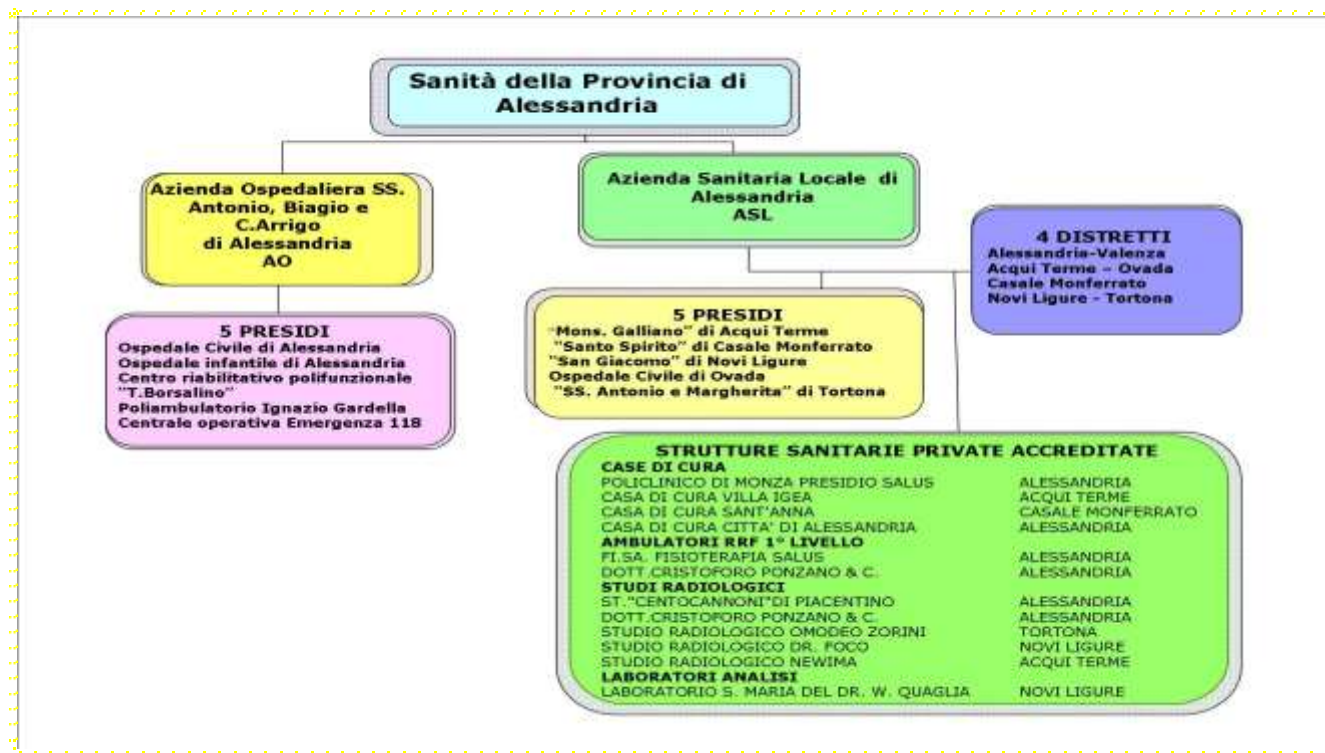 Sanità della Provincia di
Alessandria
Azienda Ospedaliera SS.
Antonio, Biagio e
C.Arrigo
di Alessandria
AO
Azienda Sanitaria Locale di
Alessandria
ASL
4 DISTRETTI
Alessandria-Valenza
Acqui Terme – Ovada
Casale Monferrato
Novi Ligure - Tortona
5 PRESIDI
Ospedale Civile di Alessandria
Ospedale infantile di Alessandria
Centro riabilitativo polifunzionale
"T.Borsalino"
Poliambulatorio Ignazio Gardella
Centrale operativa Emergenza 118
5 PRESIDI
"Mons. Galliano" di Acqui Terme
"Santo Spirito" di Casale Monferrato
"San Giacomo" di Novi Ligure
Ospedale Civile di Ovada
"SS. Antonio e Margherita" di Tortona
STRUTTURE SANITARIE PRIVATE ACCREDITATE
CASE DI CURA
POLICLINICO DI MONZA PRESIDIO SALUS ALESSANDRIA
CASA DI CURA VILLA IGEA ACQUI TERME
CASA DI CURA SANT'ANNA CASALE MONFERRATO
CASA DI CURA CITTA' DI ALESSANDRIA ALESSANDRIA
AMBULATORI RRF 1° LIVELLO
FI.SA. FISIOTERAPIA SALUS ALESSANDRIA
DOTT.CRISTOFORO PONZANO & C. ALESSANDRIA
STUDI RADIOLOGICI
ST."CENTOCANNONI"DI PIACENTINO ALESSANDRIA
DOTT.CRISTOFORO PONZANO & C. ALESSANDRIA
STUDIO RADIOLOGICO OMODEO ZORINI TORTONA
STUDIO RADIOLOGICO DR. FOCO NOVI LIGURE
STUDIO RADIOLOGICO NEWIMA ACQUI TERME
LABORATORI ANALISI
LABORATORIO S. MARIA DEL DR. W. QUAGLIA NOVI LIGURE